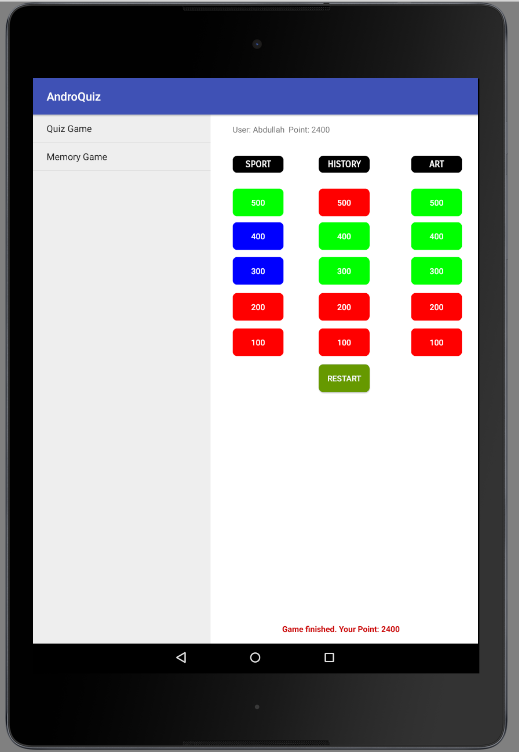 AndroQuiz
Quiz Game
Memory Game
User: Abdullah Point: 2400
SPORT HISTORY ART
500 500 500
400 400 400
300 300 300
200 200 200
100 100 100
RESTART
Game finished. Your Point: 2400